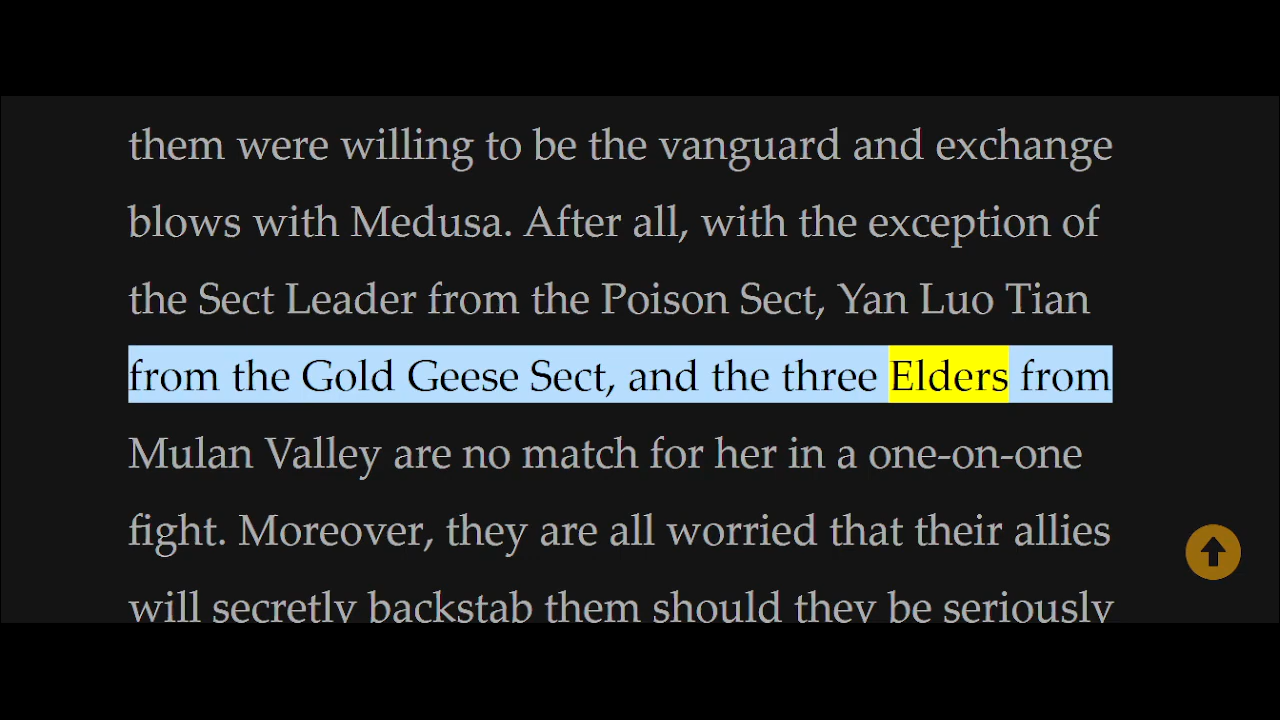 them were willing to be the vanguard and exchange
blows with Medusa. After all, with the exception of
the Sect Leader from the Poison Sect, Yan Luo Tian
from the Gold Geese Sect, and the three Elders from
Mulan Valley are no match for her in a one-on-one
fight. Moreover, they are all worried that their allies
will secretly backstab them should they be seriously